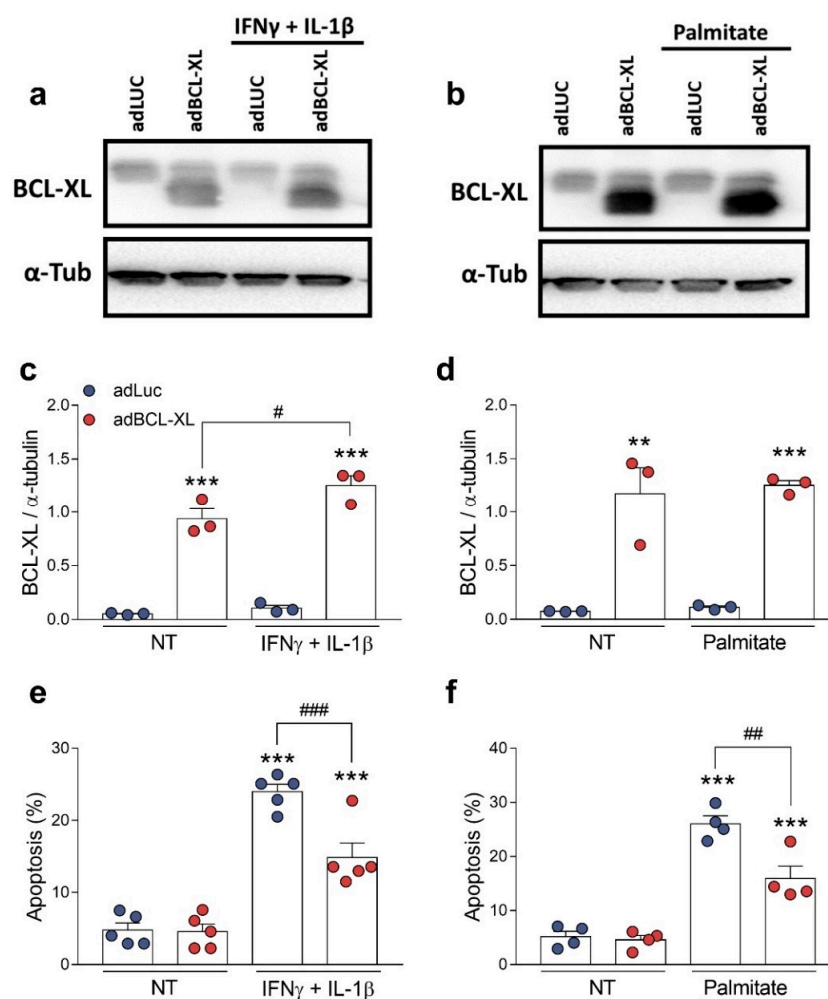 a
IFNγ + IL-1β
adLUC
adBCL-XL
adLUC
adBCL-XL
BCL-XL
α-Tub
b
Palmitate
adLUC
adBCL-XL
adLUC
adBCL-XL
BCL-XL
α-Tub
c
adLuc
adBCL-XL
BCL-XL / α-tubulin
2.0
1.5
1.0
0.5
0.0
***
#
***
NT
IFNγ + IL-1β
d
BCL-XL / α-tubulin
2.0
1.5
1.0
0.5
0.0
**
***
NT
Palmitate
e
Apoptosis (%)
30
20
10
0
***
###
***
NT
IFNγ + IL-1β
f
Apoptosis (%)
40
30
20
10
0
***
##
***
NT
Palmitate